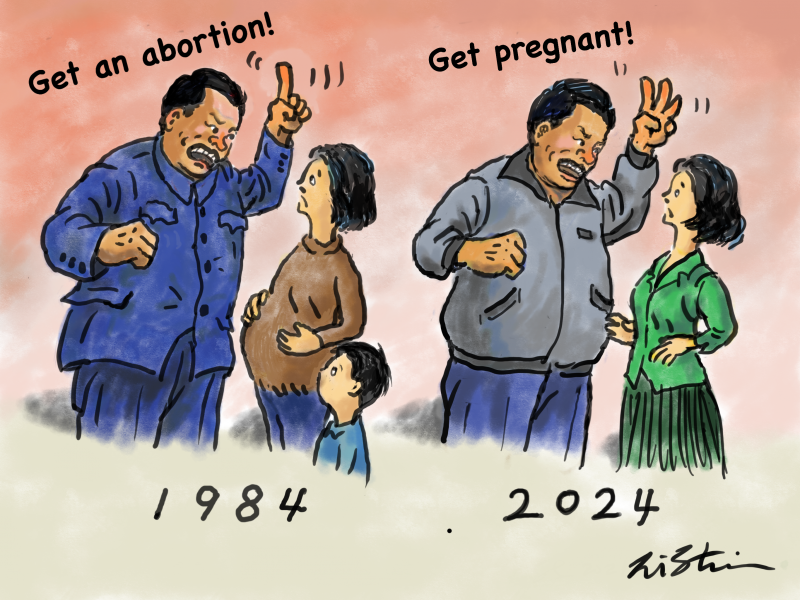 Get an abortion!
Get pregnant!
1984
2024